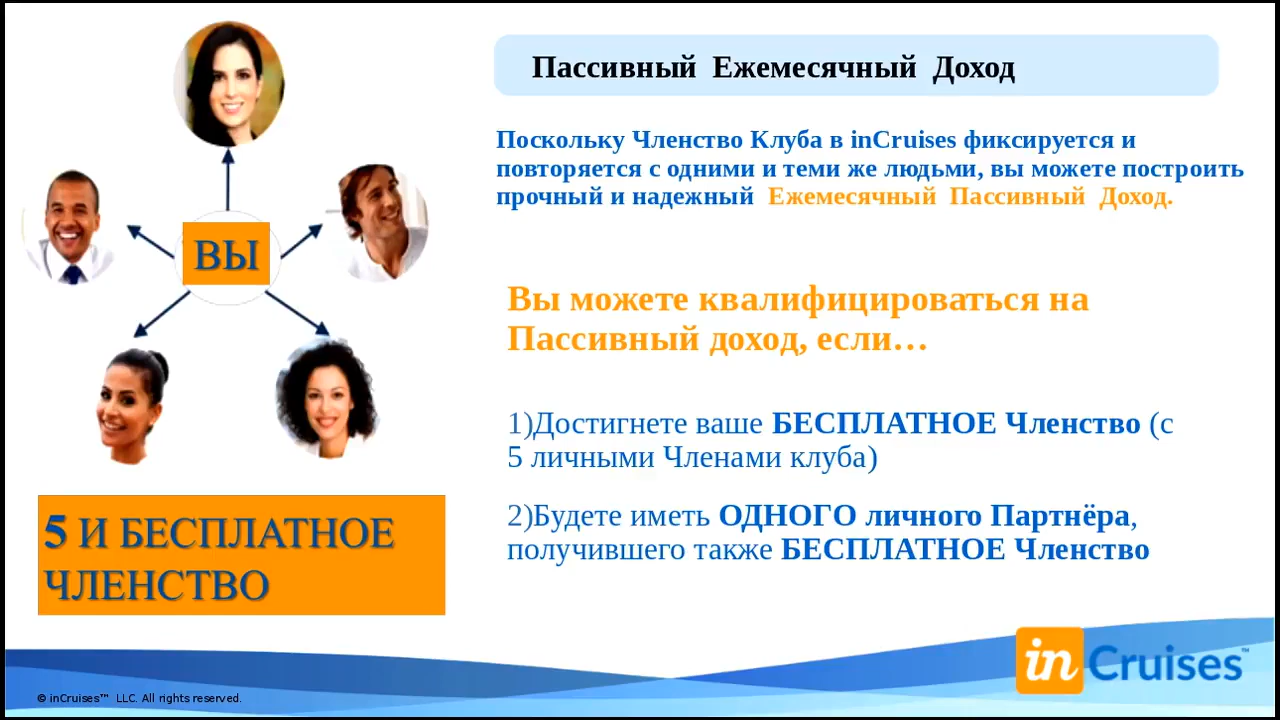 Пассивный Ежемесячный Доход
Поскольку Членство Клуба в inCruises фиксируется и
повторяется с одними и теми же людьми, вы можете построить
прочный и надежный Ежемесячный Пассивный Доход.
ВЫ
Вы можете квалифицироваться на
Пассивный доход, если…
1)Достигнете ваше БЕСПЛАТНОЕ Членство (с
5 личными Членами клуба)
2)Будете иметь ОДНОГО личного Партнёра,
получившего также БЕСПЛАТНОЕ Членство
5 И БЕСПЛАТНОЕ
ЧЛЕНСТВО
inCruises™
© inCruises™ LLC. All rights reserved.